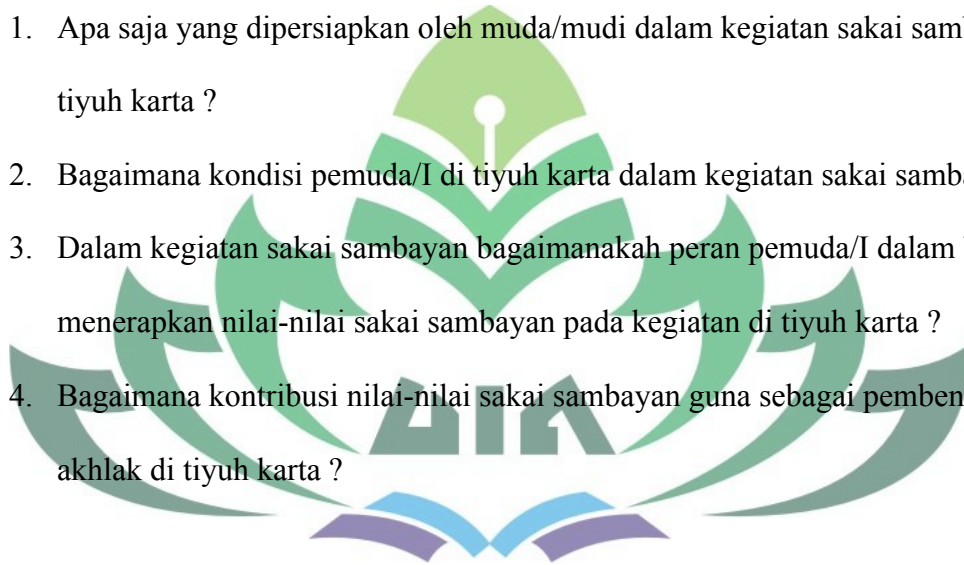 1. Apa saja yang dipersiapkan oleh muda/mudi dalam kegiatan sakai
tiyuh karta ?
2. Bagaimana kondisi pemuda/I di tiyuh karta dalam kegiatan sakai
3. Dalam kegiatan sakai sambayan bagaimanakah peran pemuda/I dalam
menerapkan nilai-nilai sakai sambayan pada kegiatan di tiyuh karta ?
4. Bagaimana kontribusi nilai-nilai sakai sambayan guna sebagai
akhlak di tiyuh karta ?